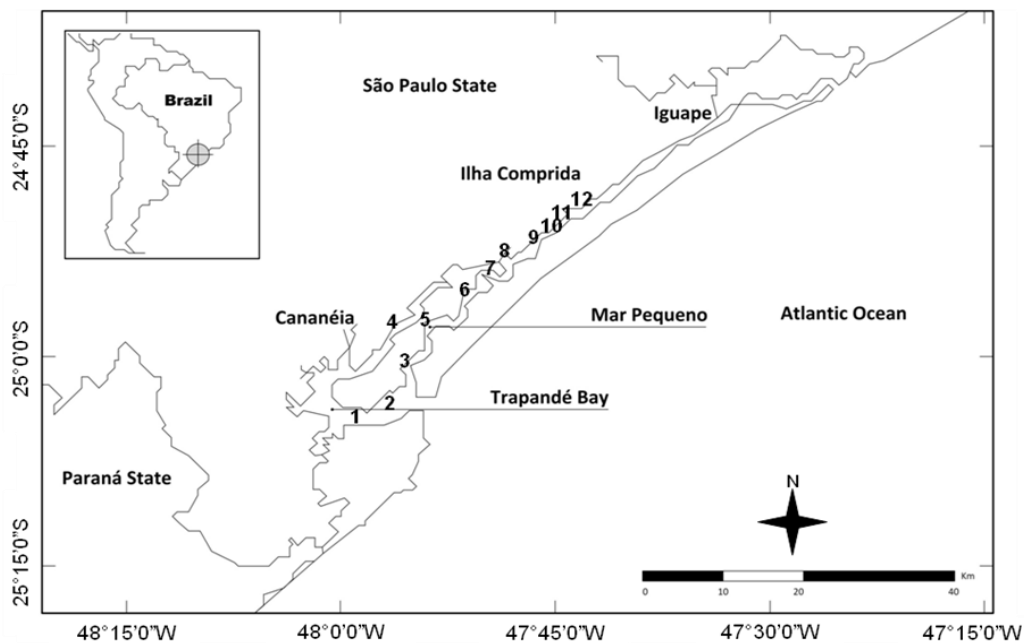 Brazil
São Paulo State
Iguape
Ilha Comprida
12
11
10
9
8
7
6
5
4
3
2
1
Cananéia
Mar Pequeno
Atlantic Ocean
Trapandé Bay
Paraná State
N
Km
0 10 20 40
24°45'0"S
25°0'0"S
25°15'0"S
48°15'0"W 48°0'0"W 47°45'0"W 47°30'0"W 47°15'0"W